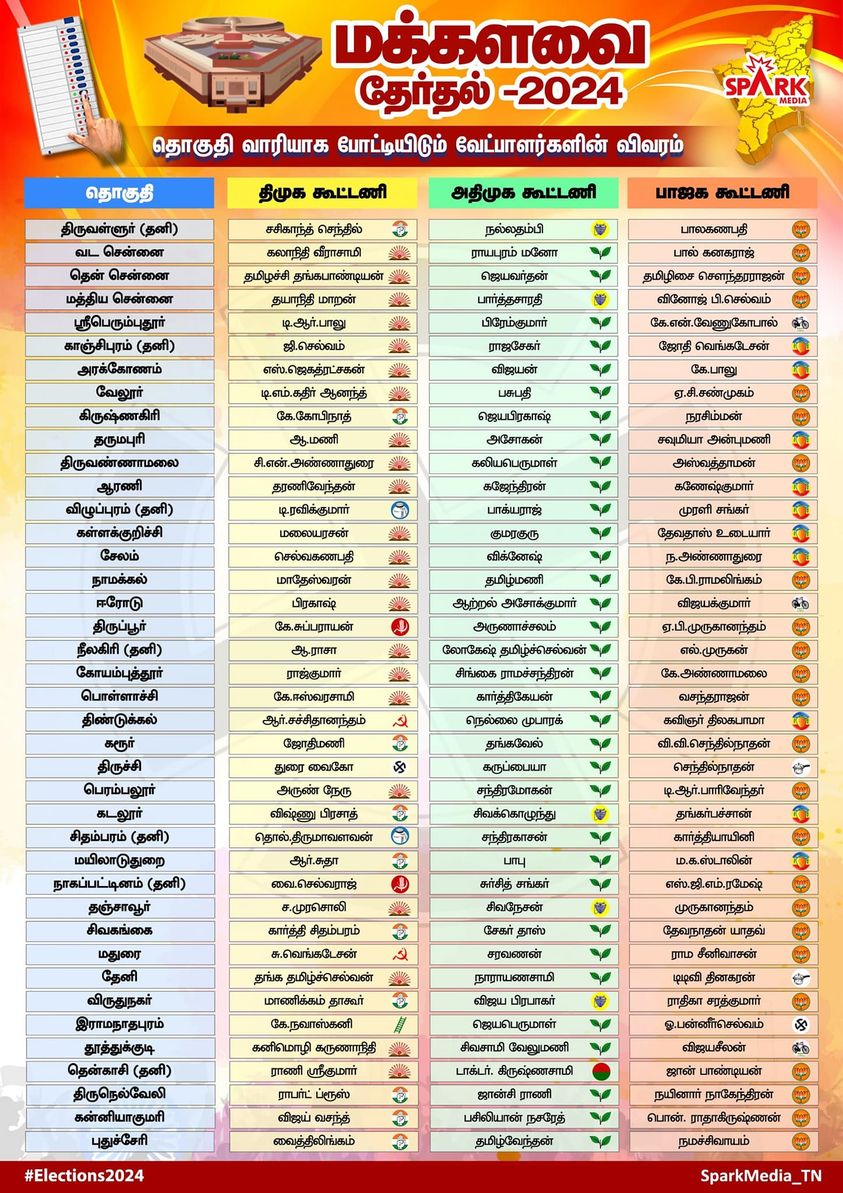 மக்களவை
தேர்தல் -2024
SPARK
MEDIA
தொகுதி வாரியாக போட்டியிடும் வேட்பாளர்களின் விவரம்
தொகுதி திமுக கூட்டணி அதிமுக கூட்டணி பாஜக கூட்டணி
திருவள்ளூர் (தனி) சசிகாந்த் செந்தில் நல்லதம்பி பாலகணபதி
வட சென்னை கலாநிதி வீராசாமி ராயபுரம் மனோ பால் கனகராஜ்
தென் சென்னை தமிழச்சி தங்கபாண்டியன் ஜெயவர்தன் தமிழிசை சௌந்தரராஜன்
மத்திய சென்னை தயாநிதி மாறன் பார்த்தசாரதி வினோஜ் பி.செல்வம்
ஸ்ரீபெரும்புதூர் டி.ஆர்.பாலு பிரேம்குமார் கே.என்.வேணுகோபால்
காஞ்சிபுரம் (தனி) ஜி.செல்வம் ராஜசேகர் ஜோதி வெங்கடேசன்
அரக்கோணம் எஸ்.ஜெகத்ரட்சகன் விஜயன் கே.பாலு
வேலூர் டி.எம்.கதிர் ஆனந்த் பசுபதி ஏ.சி.சண்முகம்
கிருஷ்ணகிரி கே.கோபிநாத் ஜெயபிரகாஷ் நரசிம்மன்
தருமபுரி ஆ.மணி அசோகன் சவுமியா அன்புமணி
திருவண்ணாமலை சி.என்.அண்ணாதுரை கலியபெருமாள் அஸ்வத்தாமன்
ஆரணி தரணிவேந்தன் கஜேந்திரன் கணேஷ்குமார்
விழுப்புரம் (தனி) டி.ரவிக்குமார் பாக்யராஜ் முரளி சங்கர்
கள்ளக்குறிச்சி மலையரசன் குமரகுரு தேவதாஸ் உடையார்
சேலம் செல்வகணபதி விக்னேஷ் ந.அண்ணாதுரை
நாமக்கல் மாதேஸ்வரன் தமிழ்மணி கே.பி.ராமலிங்கம்
ஈரோடு பிரகாஷ் ஆற்றல் அசோக்குமார் விஜயக்குமார்
திருப்பூர் கே.சுப்பராயன் அருணாச்சலம் ஏ.பி.முருகானந்தம்
நீலகிரி (தனி) ஆ.ராசா லோகேஷ் தமிழ்செல்வன் எல்.முருகன்
கோயம்புத்தூர் ராஜ்குமார் சிங்கை ராமச்சந்திரன் கே.அண்ணாமலை
பொள்ளாச்சி கே.ஈஸ்வரசாமி கார்த்திகேயன் வசந்தராஜன்
திண்டுக்கல் ஆர்.சச்சிதானந்தம் நெல்லை முபாரக் கவிஞர் திலகபாமா
கரூர் ஜோதிமணி தங்கவேல் வி.வி.செந்தில்நாதன்
திருச்சி துரை வைகோ கருப்பையா செந்தில்நாதன்
பெரம்பலூர் அருண் நேரு சந்திரமோகன் டி.ஆர்.பாரிவேந்தர்
கடலூர் விஷ்ணு பிரசாத் சிவக்கொழுந்து தங்கர்பச்சான்
சிதம்பரம் (தனி) தொல்.திருமாவளவன் சந்திரகாசன் கார்த்தியாயினி
மயிலாடுதுறை ஆர்.சுதா பாபு ம.க.ஸ்டாலின்
நாகப்பட்டினம் (தனி) வை.செல்வராஜ் சுர்சித் சங்கர் எஸ்.ஜி.எம்.ரமேஷ்
தஞ்சாவூர் ச.முரசொலி சிவநேசன் முருகானந்தம்
சிவகங்கை கார்த்தி சிதம்பரம் சேகர் தாஸ் தேவநாதன் யாதவ்
மதுரை சு.வெங்கடேசன் சரவணன் ராம சீனிவாசன்
தேனி தங்க தமிழ்ச்செல்வன் நாராயணசாமி டிடிவி தினகரன்
விருதுநகர் மாணிக்கம் தாகூர் விஜய பிரபாகர் ராதிகா சரத்குமார்
இராமநாதபுரம் கே.நவாஸ்கனி ஜெயபெருமாள் ஓ.பன்னீர்செல்வம்
தூத்துக்குடி கனிமொழி கருணாநிதி சிவசாமி வேலுமணி விஜயசீலன்
தென்காசி (தனி) ராணி ஸ்ரீகுமார் டாக்டர். கிருஷ்ணசாமி ஜான் பாண்டியன்
திருநெல்வேலி ராபர்ட் ப்ரூஸ் ஜான்சி ராணி நயினார் நாகேந்திரன்
கன்னியாகுமரி விஜய் வசந்த் பசிலியான் நசரேத் பொன். ராதாகிருஷ்ணன்
புதுச்சேரி வைத்திலிங்கம் தமிழ்வேந்தன் நமச்சிவாயம்
#Elections2024 SparkMedia_TN